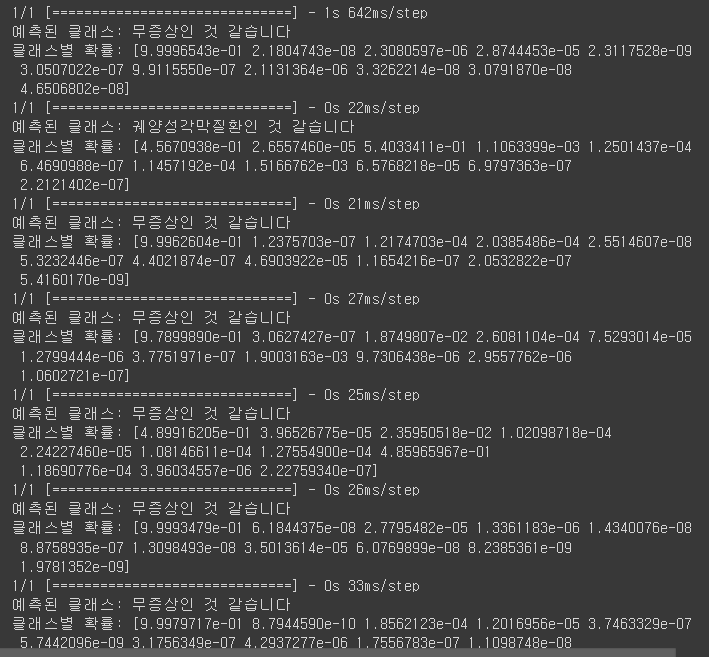 1/1 [==============================] - 1s 642ms/step
예측된 클래스: 무증상인 것 같습니다
클래스별 확률: [9.9996543e-01 2.1804743e-08 2.3080597e-06 2.8744453e-05 2.3117528e-09
3.0507022e-07 9.9115550e-07 2.1131364e-06 3.3262214e-08 3.0791870e-08
4.6506802e-08]
1/1 [==============================] - 0s 22ms/step
예측된 클래스: 궤양성각막질환인 것 같습니다
클래스별 확률: [4.5670938e-01 2.6557460e-05 5.4033411e-01 1.1063399e-03 1.2501437e-04
6.4690988e-07 1.1457192e-04 1.5166762e-03 6.5768218e-05 6.9797363e-07
2.2121402e-07]
1/1 [==============================] - 0s 21ms/step
예측된 클래스: 무증상인 것 같습니다
클래스별 확률: [9.9962604e-01 1.2375703e-07 1.2174703e-04 2.0385486e-04 2.5514607e-08
5.3232446e-07 4.4021874e-07 4.6903922e-05 1.1654216e-07 2.0532822e-07
5.4160170e-09]
1/1 [==============================] - 0s 27ms/step
예측된 클래스: 무증상인 것 같습니다
클래스별 확률: [9.7899890e-01 3.0627427e-07 1.8749807e-02 2.6081104e-04 7.5293014e-05
1.2799444e-06 3.7751971e-07 1.9003163e-03 9.7306438e-06 2.9557762e-06
1.0602721e-07]
1/1 [==============================] - 0s 25ms/step
예측된 클래스: 무증상인 것 같습니다
클래스별 확률: [4.89916205e-01 3.96526775e-05 2.35950518e-02 1.02098718e-04
2.24227460e-05 1.08146611e-04 1.27554900e-04 4.85965967e-01
1.18690776e-04 3.96034557e-06 2.22759340e-07]
1/1 [==============================] - 0s 26ms/step
예측된 클래스: 무증상인 것 같습니다
클래스별 확률: [9.9993479e-01 6.1844375e-08 2.7795482e-05 1.3361183e-06 1.4340076e-08
8.8758935e-07 1.3098493e-08 3.5013614e-05 6.0769899e-08 8.2385361e-09
1.9781352e-09]
1/1 [==============================] - 0s 33ms/step
예측된 클래스: 무증상인 것 같습니다
클래스별 확률: [9.9979717e-01 8.7944590e-10 1.8562123e-04 1.2016956e-05 3.7463329e-07
5.7442096e-09 3.1756349e-07 4.2937277e-06 1.7556783e-07 1.1098748e-08